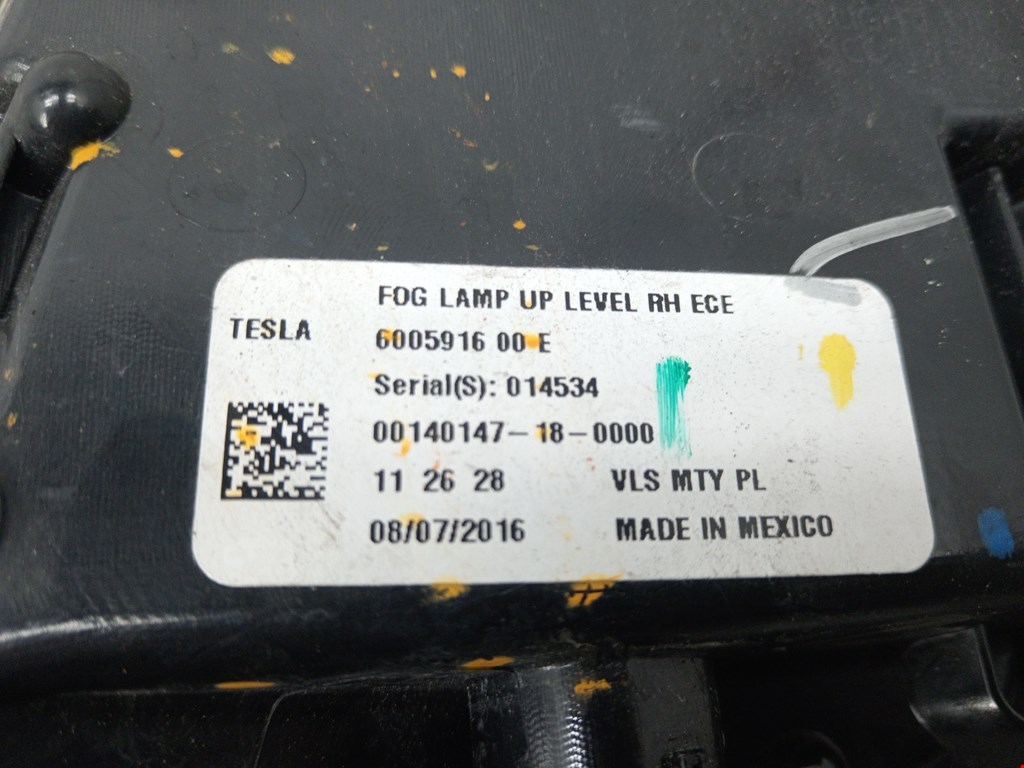 FOG LAMP UP LEVEL RH ECE
TESLA
6005916 00 E
Serial(S): 014534
00140147-18-0000
11 26 28 VLS MTY PL
08/07/2016 MADE IN MEXICO